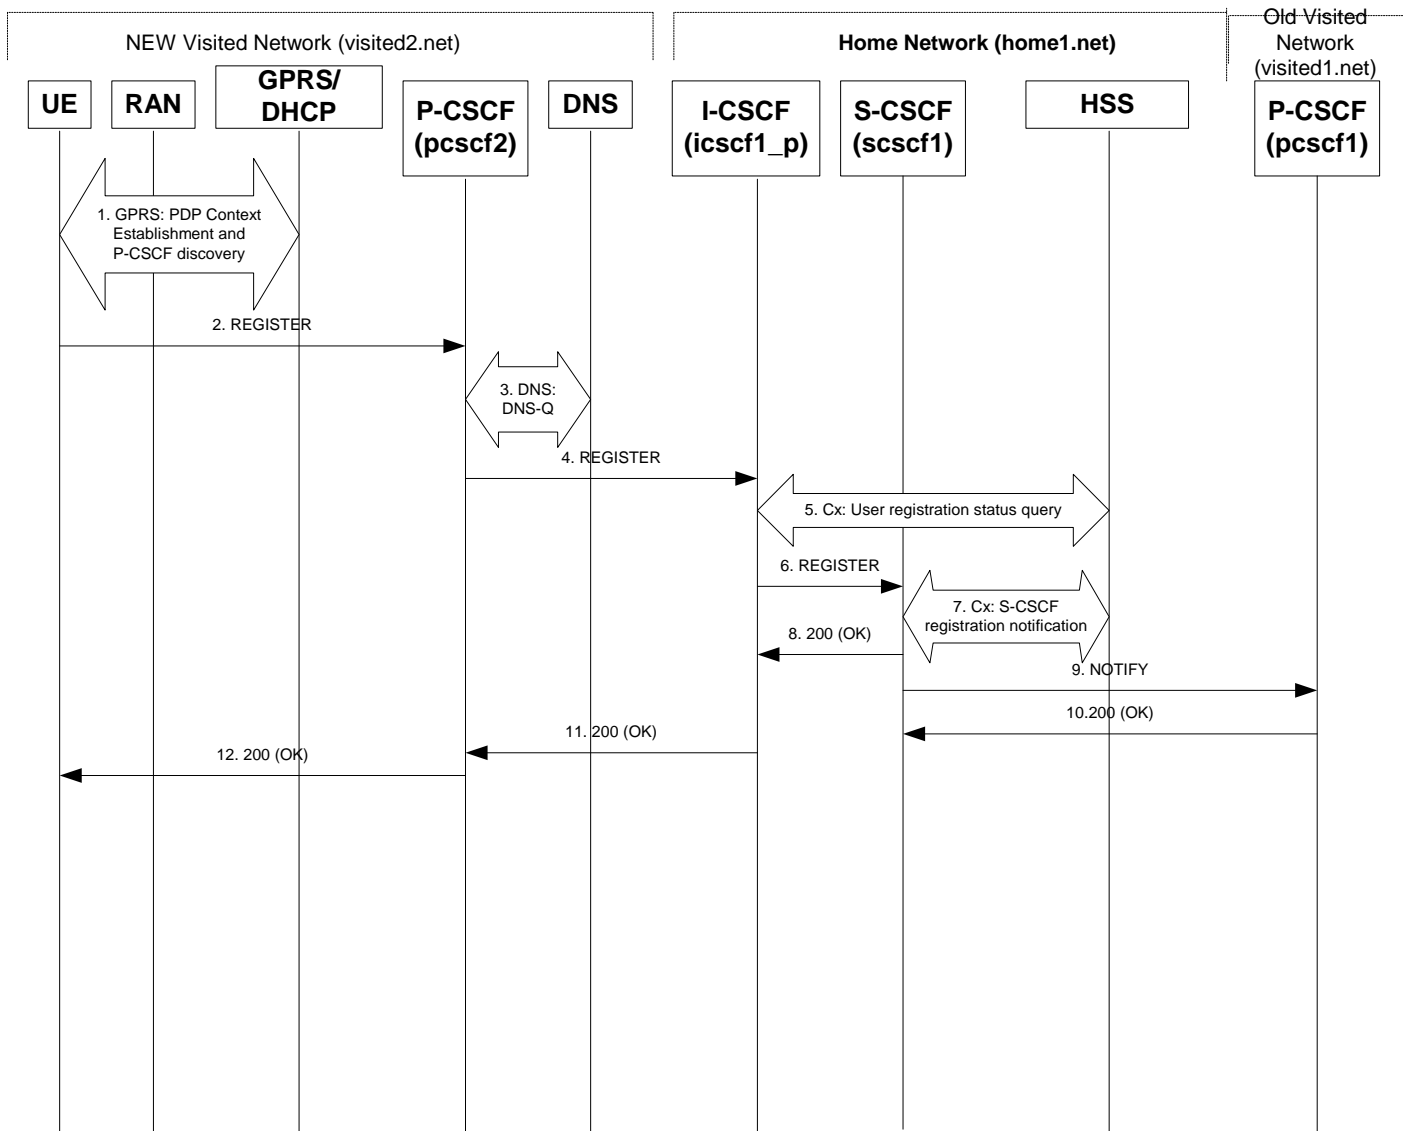 NEW Visited Network (visited2.net)
Home Network (home1.net)
Old Visited
Network
(visited1.net)
UE
RAN
GPRS/
DHCP
P-CSCF
(pcscf2)
DNS
I-CSCF
(icscf1_p)
S-CSCF
(scscf1)
HSS
P-CSCF
(pcscf1)
1. GPRS: PDP Context
Establishment and
P-CSCF discovery
2. REGISTER
3. DNS:
DNS-Q
4. REGISTER
5. Cx: User registration status query
6. REGISTER
7. Cx: S-CSCF
registration notification
8. 200 (OK)
9. NOTIFY
10.200 (OK)
11. 200 (OK)
12. 200 (OK)